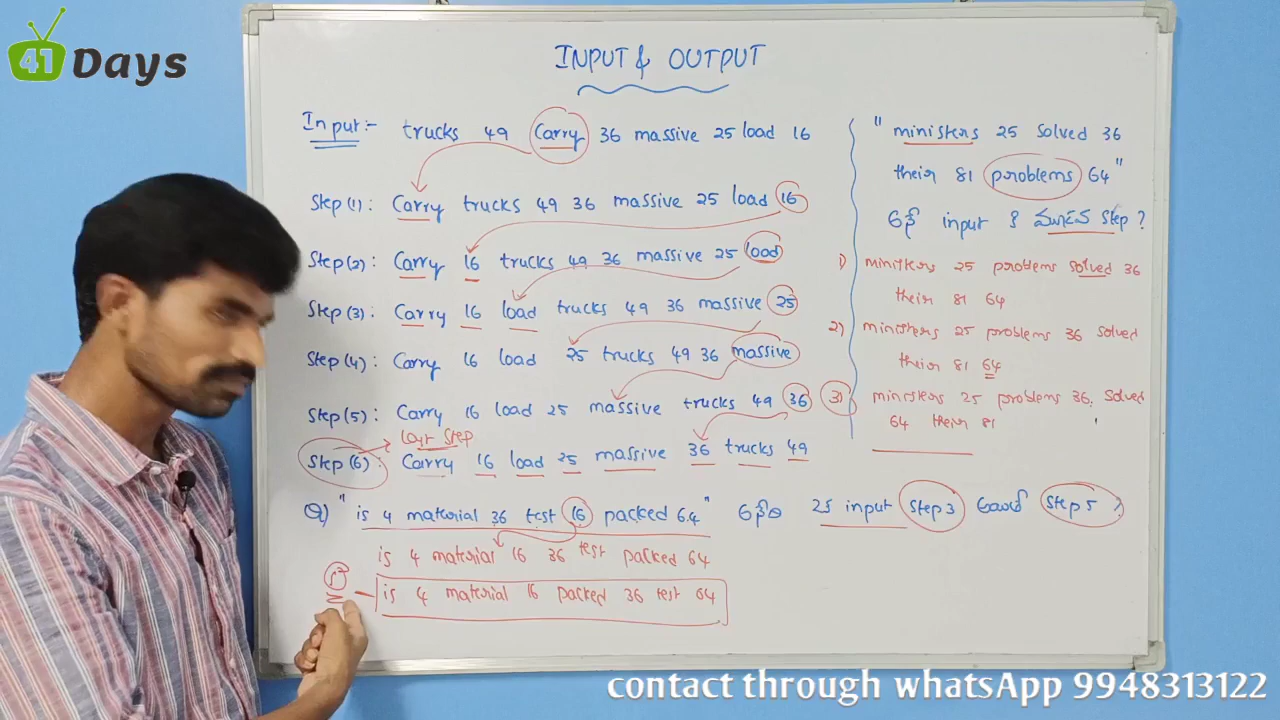 41 Days
INPUT & OUTPUT
Input:- trucks 49 Carry 36 massive 25 load 16
Step(1): Carry trucks 49 36 massive 25 load 16
Step(2): Carry 16 trucks 49 36 massive 25 load
Step(3): Carry 16 load trucks 49 36 massive 25
Step(4): Carry 16 load 25 trucks 49 36 massive
Step(5): Carry 16 load 25 massive trucks 49 36
last step
Step(6): Carry 16 load 25 massive 36 trucks 49
"ministers 25 solved 36
their 81 problems 64"
అనే input కి మూడవ step?
1) ministers 25 problems solved 36
their 81 64
2) ministers 25 problems 36 solved
their 81 64
3) ministers 25 problems 36 solved
64 their 81
Q) "is 4 material 36 test 16 packed 64" అనేది 25 input Step3 అయితే Step 5 ?
is 4 material 16 36 test packed 64
is 4 material 16 packed 36 test 64
contact through whatsApp 9948313122